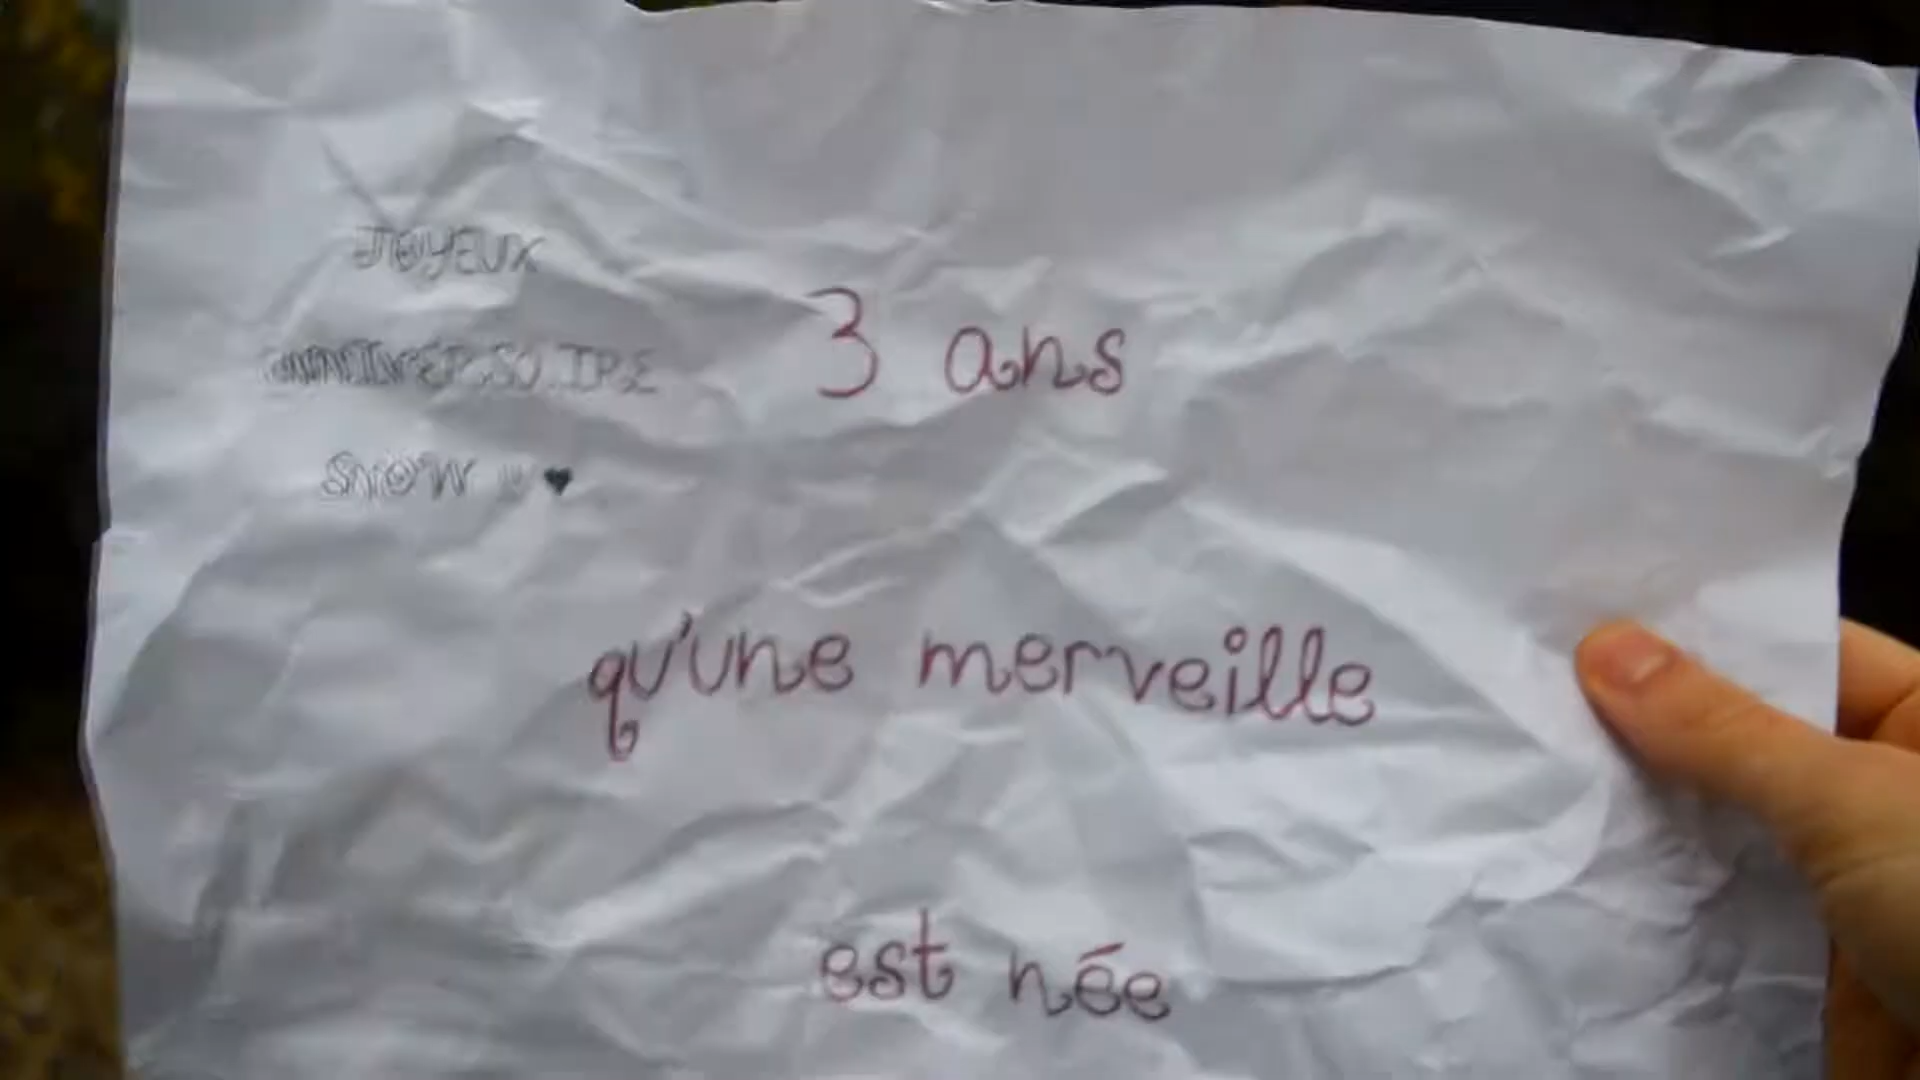 JOYEUX
ANNIVERSAIRE
SNOW !! ♥
3 ans
qu'une merveille
est née